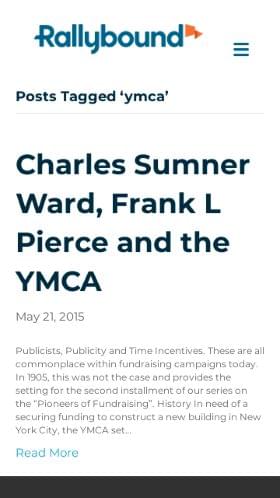 Rallybound
Posts Tagged ‘ymca’
Charles Sumner
Ward, Frank L
Pierce and the
YMCA
May 21, 2015
Publicists, Publicity and Time Incentives. These are all
commonplace within fundraising campaigns today.
In 1905, this was not the case and provides the
setting for the second installment of our series on
the “Pioneers of Fundraising”. History In need of a
securing funding to construct a new building in New
York City, the YMCA set...
Read More